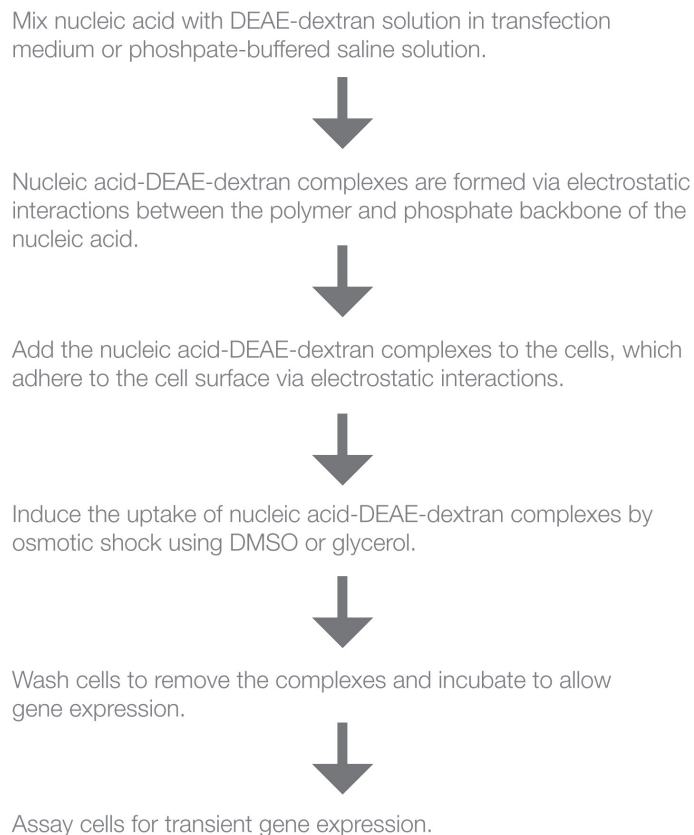 Mix nucleic acid with DEAE-dextran solution in transfection
medium or phoshpate-buffered saline solution.
Nucleic acid-DEAE-dextran complexes are formed via electrostatic
interactions between the polymer and phosphate backbone of the
nucleic acid.
Add the nucleic acid-DEAE-dextran complexes to the cells, which
adhere to the cell surface via electrostatic interactions.
Induce the uptake of nucleic acid-DEAE-dextran complexes by
osmotic shock using DMSO or glycerol.
Wash cells to remove the complexes and incubate to allow
gene expression.
Assay cells for transient gene expression.